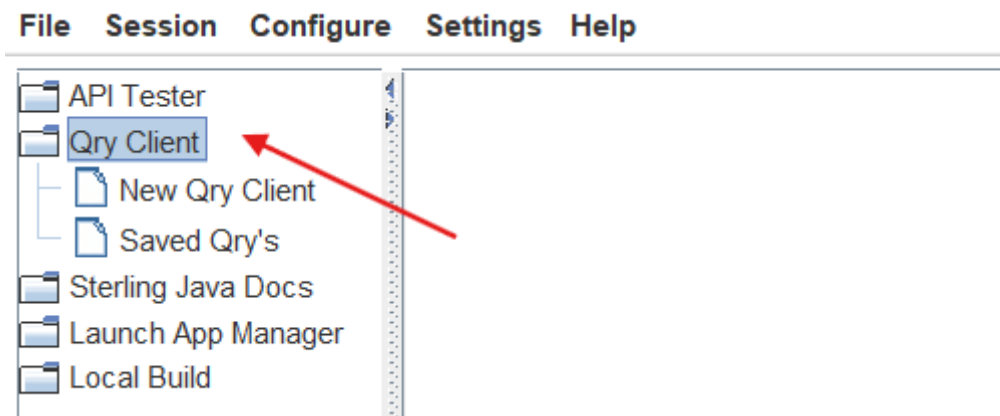 File Session Configure Settings Help
API Tester
Qry Client
New Qry Client
Saved Qry's
Sterling Java Docs
Launch App Manager
Local Build